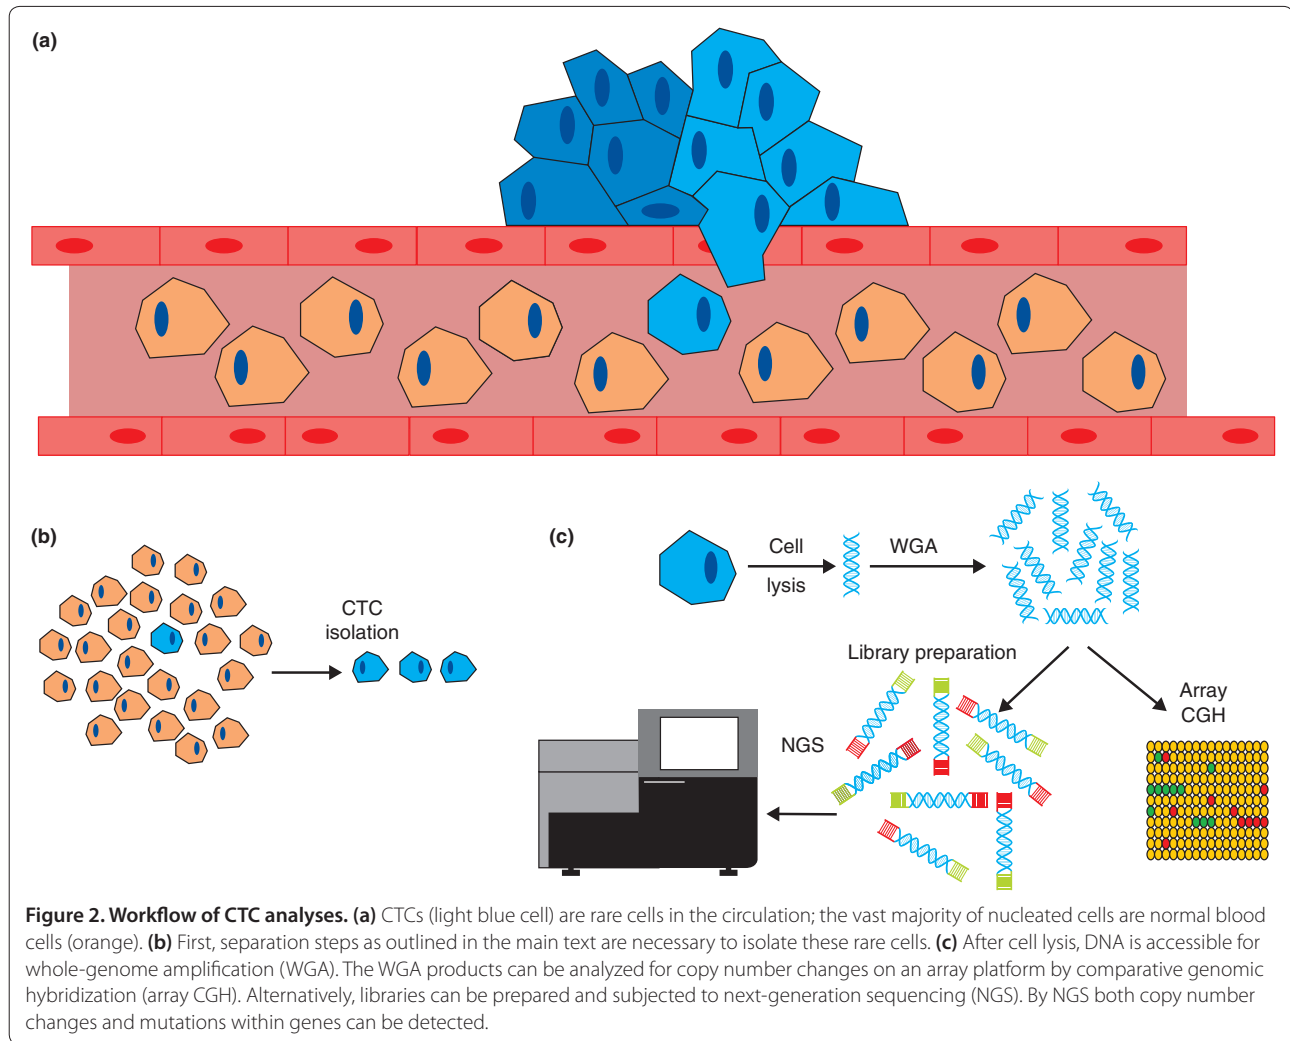 (a)
(b)
CTC
isolation
(c)
Cell
lysis
WGA
Library preparation
Array
CGH
NGS
Figure 2. Workflow of CTC analyses. (a) CTCs (light blue cell) are rare cells in the circulation; the vast majority of nucleated cells are normal blood
cells (orange). (b) First, separation steps as outlined in the main text are necessary to isolate these rare cells. (c) After cell lysis, DNA is accessible for
whole-genome amplification (WGA). The WGA products can be analyzed for copy number changes on an array platform by comparative genomic
hybridization (array CGH). Alternatively, libraries can be prepared and subjected to next-generation sequencing (NGS). By NGS both copy number
changes and mutations within genes can be detected.